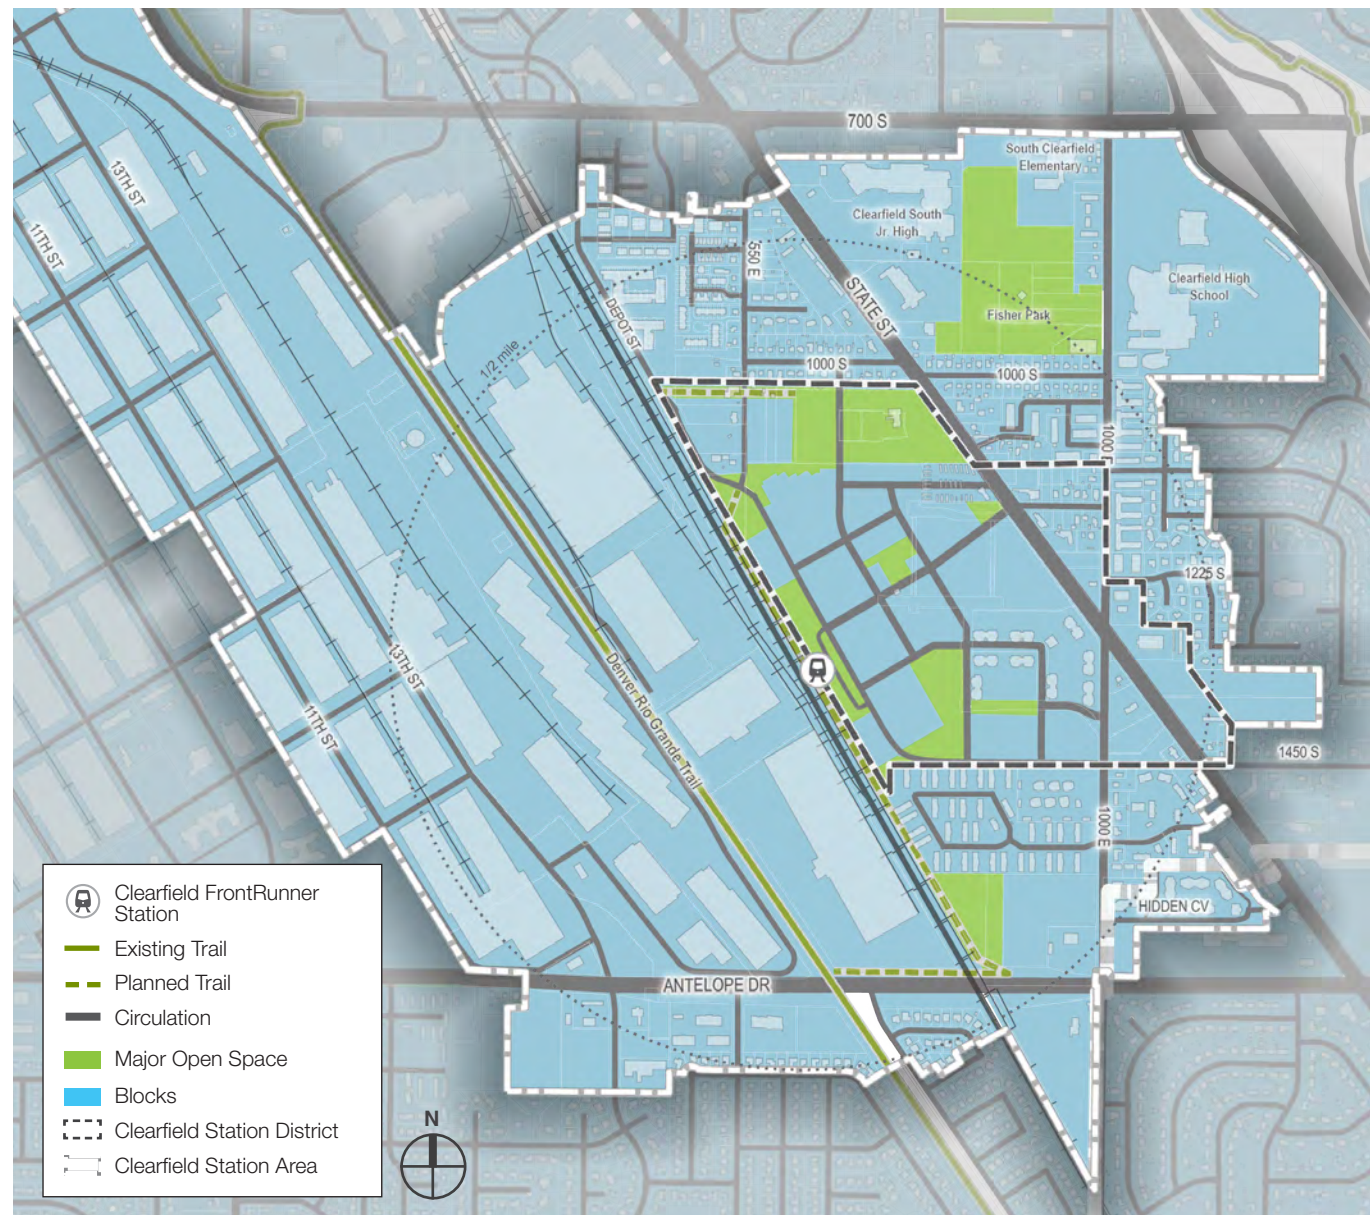 700 S
South Clearfield
Elementary
13TH ST
Clearfield South
Jr. High
11TH ST
550 E
Clearfield High
School
STATE ST
DEPOT ST
Fisher Park
1/2 mile
1000 S
1000 S
1000 E
1225 S
13TH ST
Denver Rio Grande Trail
11TH ST
1450 S
1000 E
HIDDEN CV
ANTELOPE DR
Clearfield FrontRunner
Station
Existing Trail
Planned Trail
Circulation
Major Open Space
Blocks
Clearfield Station District
Clearfield Station Area
N